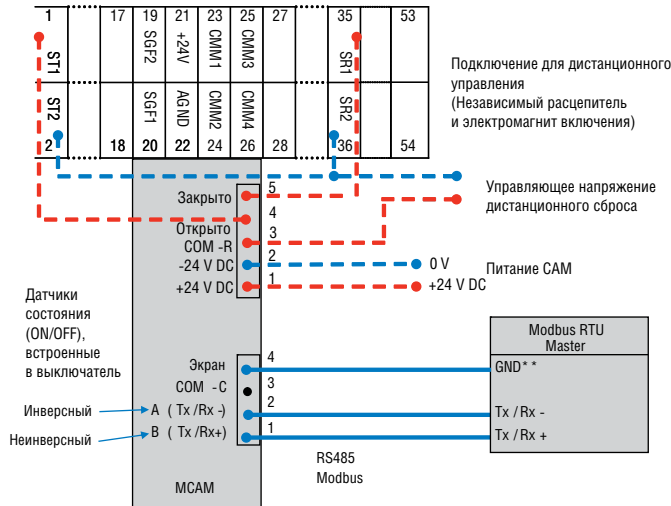 1 17 19 21 23 25 27 35 53
ST1 SGF2 +24V CMM1 CMM3 SR1
ST2 SGF1 AGND CMM2 CMM4 SR2
2 18 20 22 24 26 28 36 54
Подключение для дистанционного
управления
(Независимый расцепитель
и электромагнит включения)
Закрыто 5
4
Открыто
COM -R 3
-24 V DC 2
+24 V DC 1
Управляющее напряжение
дистанционного сброса
0 V
+24 V DC
Питание CAM
Датчики
состояния
(ON/OFF),
встроенные
в выключатель
Экран 4
COM -C 3
Инверсный A ( Tx /Rx -) 2
Неинверсный B ( Tx /Rx+) 1
MCAM
RS485
Modbus
Modbus RTU
Master
GND**
Tx / Rx -
Tx / Rx +